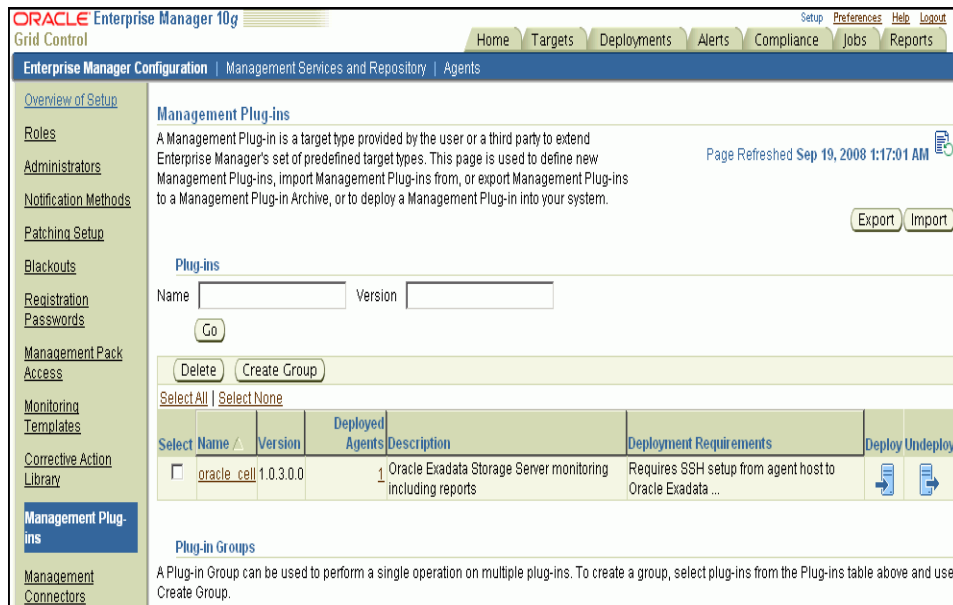 ORACLE Enterprise Manager 10g
Grid Control
Setup Preferences Help Logout
Home Targets Deployments Alerts Compliance Jobs Reports
Enterprise Manager Configuration | Management Services and Repository | Agents
Overview of Setup
Roles
Administrators
Notification Methods
Patching Setup
Blackouts
Registration
Passwords
Management Pack
Access
Monitoring
Templates
Corrective Action
Library
Management Plug-
ins
Management
Connectors
Management Plug-ins
A Management Plug-in is a target type provided by the user or a third party to extend
Enterprise Manager's set of predefined target types. This page is used to define new
Management Plug-ins, import Management Plug-ins from, or export Management Plug-ins
to a Management Plug-in Archive, or to deploy a Management Plug-in into your system.
Page Refreshed Sep 19, 2008 1:17:01 AM
Export Import
Plug-ins
Name Version
Go
Delete Create Group
Select All | Select None
Select Name Version Deployed Agents Description Deployment Requirements Deploy Undeploy
oracle_cell 1.0.3.0.0 1 Oracle Exadata Storage Server monitoring including reports Requires SSH setup from agent host to Oracle Exadata ...
Plug-in Groups
A Plug-in Group can be used to perform a single operation on multiple plug-ins. To create a group, select plug-ins from the Plug-ins table above and use
Create Group.